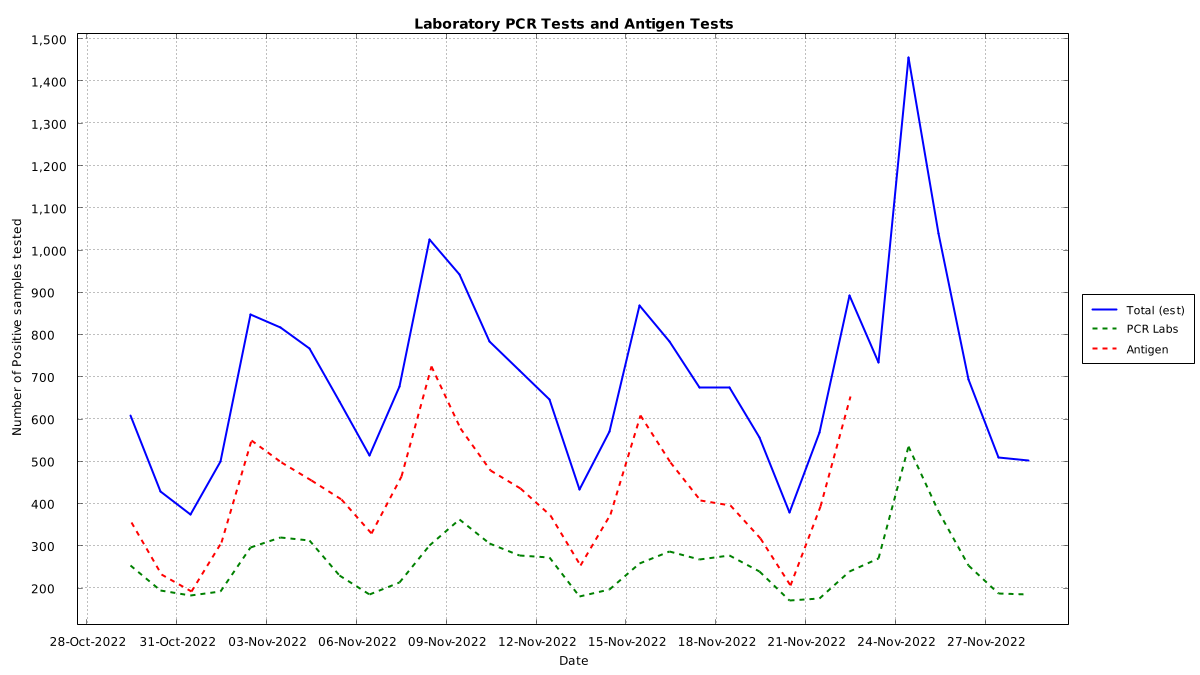 Laboratory PCR Tests and Antigen Tests
1,500
1,400
1,300
1,200
1,100
1,000
900
800
700
600
500
400
300
200
Number of Positive samples tested
28-Oct-2022 31-Oct-2022 03-Nov-2022 06-Nov-2022 09-Nov-2022 12-Nov-2022 15-Nov-2022 18-Nov-2022 21-Nov-2022 24-Nov-2022 27-Nov-2022
Date
Total (est)
PCR Labs
Antigen